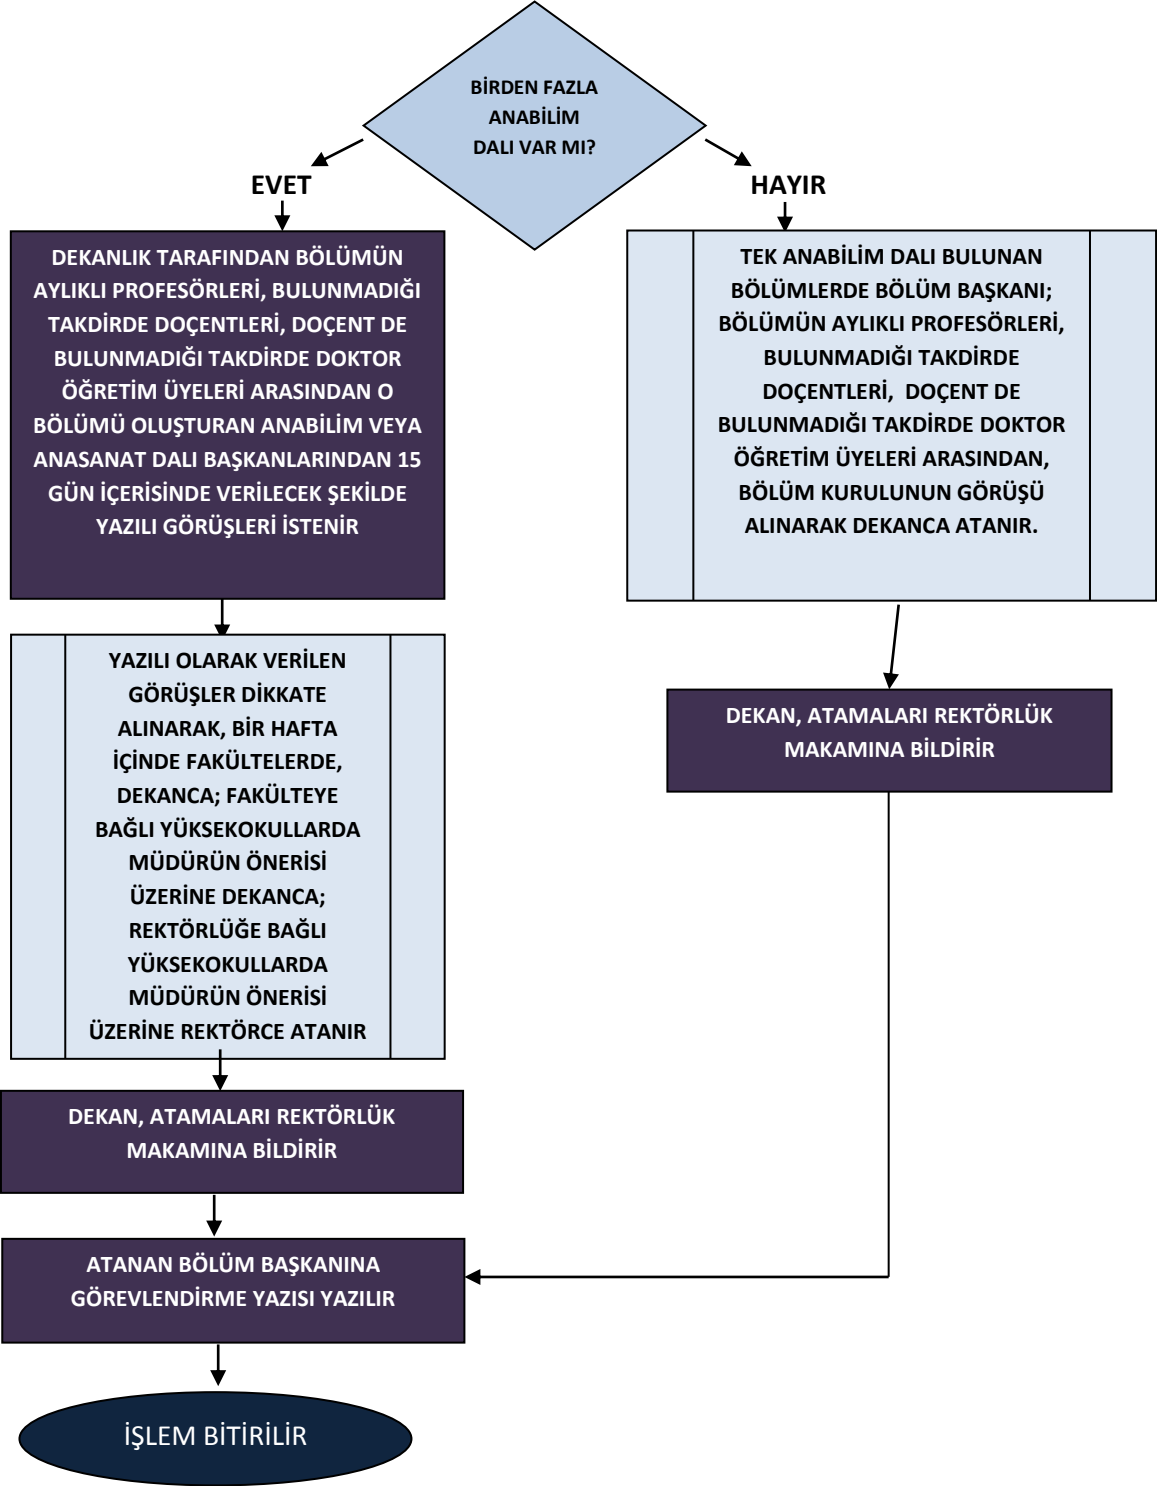 BİRDEN FAZLA
ANABİLİM
DALI VAR MI?
EVET
HAYIR
DEKANLIK TARAFINDAN BÖLÜMÜN
AYLIKLI PROFESÖRLERİ, BULUNMADIĞI
TAKDİRDE DOÇENTLERİ, DOÇENT DE
BULUNMADIĞI TAKDİRDE DOKTOR
ÖĞRETİM ÜYELERİ ARASINDAN O
BÖLÜMÜ OLUŞTURAN ANABİLİM VEYA
ANASANAT DALI BAŞKANLARINDAN 15
GÜN İÇERİSİNDE VERİLECEK ŞEKİLDE
YAZILI GÖRÜŞLERİ İSTENİR
TEK ANABİLİM DALI BULUNAN
BÖLÜMLERDE BÖLÜM BAŞKANI;
BÖLÜMÜN AYLIKLI PROFESÖRLERİ,
BULUNMADIĞI TAKDİRDE
DOÇENTLERİ, DOÇENT DE
BULUNMADIĞI TAKDİRDE DOKTOR
ÖĞRETİM ÜYELERİ ARASINDAN,
BÖLÜM KURULUNUN GÖRÜŞÜ
ALINARAK DEKANCA ATANIR.
YAZILI OLARAK VERİLEN
GÖRÜŞLER DİKKATE
ALINARAK, BİR HAFTA
İÇİNDE FAKÜLTELERDE,
DEKANCA; FAKÜLTEYE
BAĞLI YÜKSEKOKULLARDA
MÜDÜRÜN ÖNERİSİ
ÜZERİNE DEKANCA;
REKTÖRLÜĞE BAĞLI
YÜKSEKOKULLARDA
MÜDÜRÜN ÖNERİSİ
ÜZERİNE REKTÖRCE ATANIR
DEKAN, ATAMALARI REKTÖRLÜK
MAKAMINA BİLDİRİR
DEKAN, ATAMALARI REKTÖRLÜK
MAKAMINA BİLDİRİR
ATANAN BÖLÜM BAŞKANINA
GÖREVLENDİRME YAZISI YAZILIR
İŞLEM BİTİRİLİR